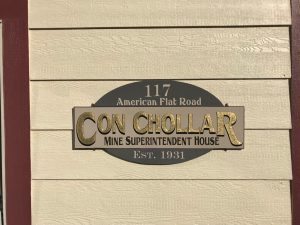 117
American Flat Road
CON CHOLLAR
MINE SUPERINTENDENT HOUSE
EST. 1931